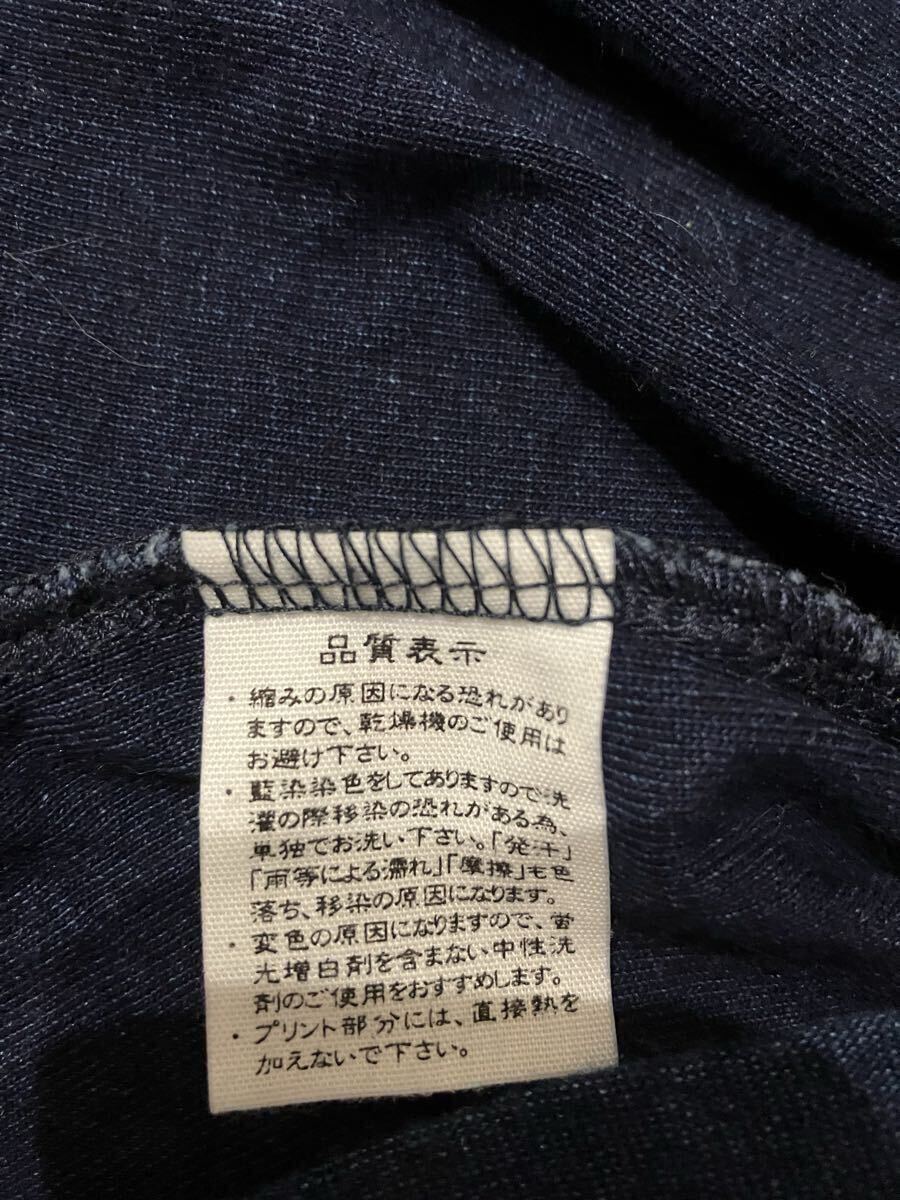 品質表示
・縮みの原因になる恐れがあり
ますので、乾燥機のご使用は
お避け下さい。
・藍染染色をしてありますので洗
濯の際移染の恐れがある為、
単独でお洗い下さい。「発汗」
「雨等による濡れ」「摩擦」も色
落ち、移染の原因になります。
・変色の原因になりますので、蛍
光増白剤を含まない中性洗
剤のご使用をおすすめします。
・プリント部分には、直接熱を
加えないで下さい。